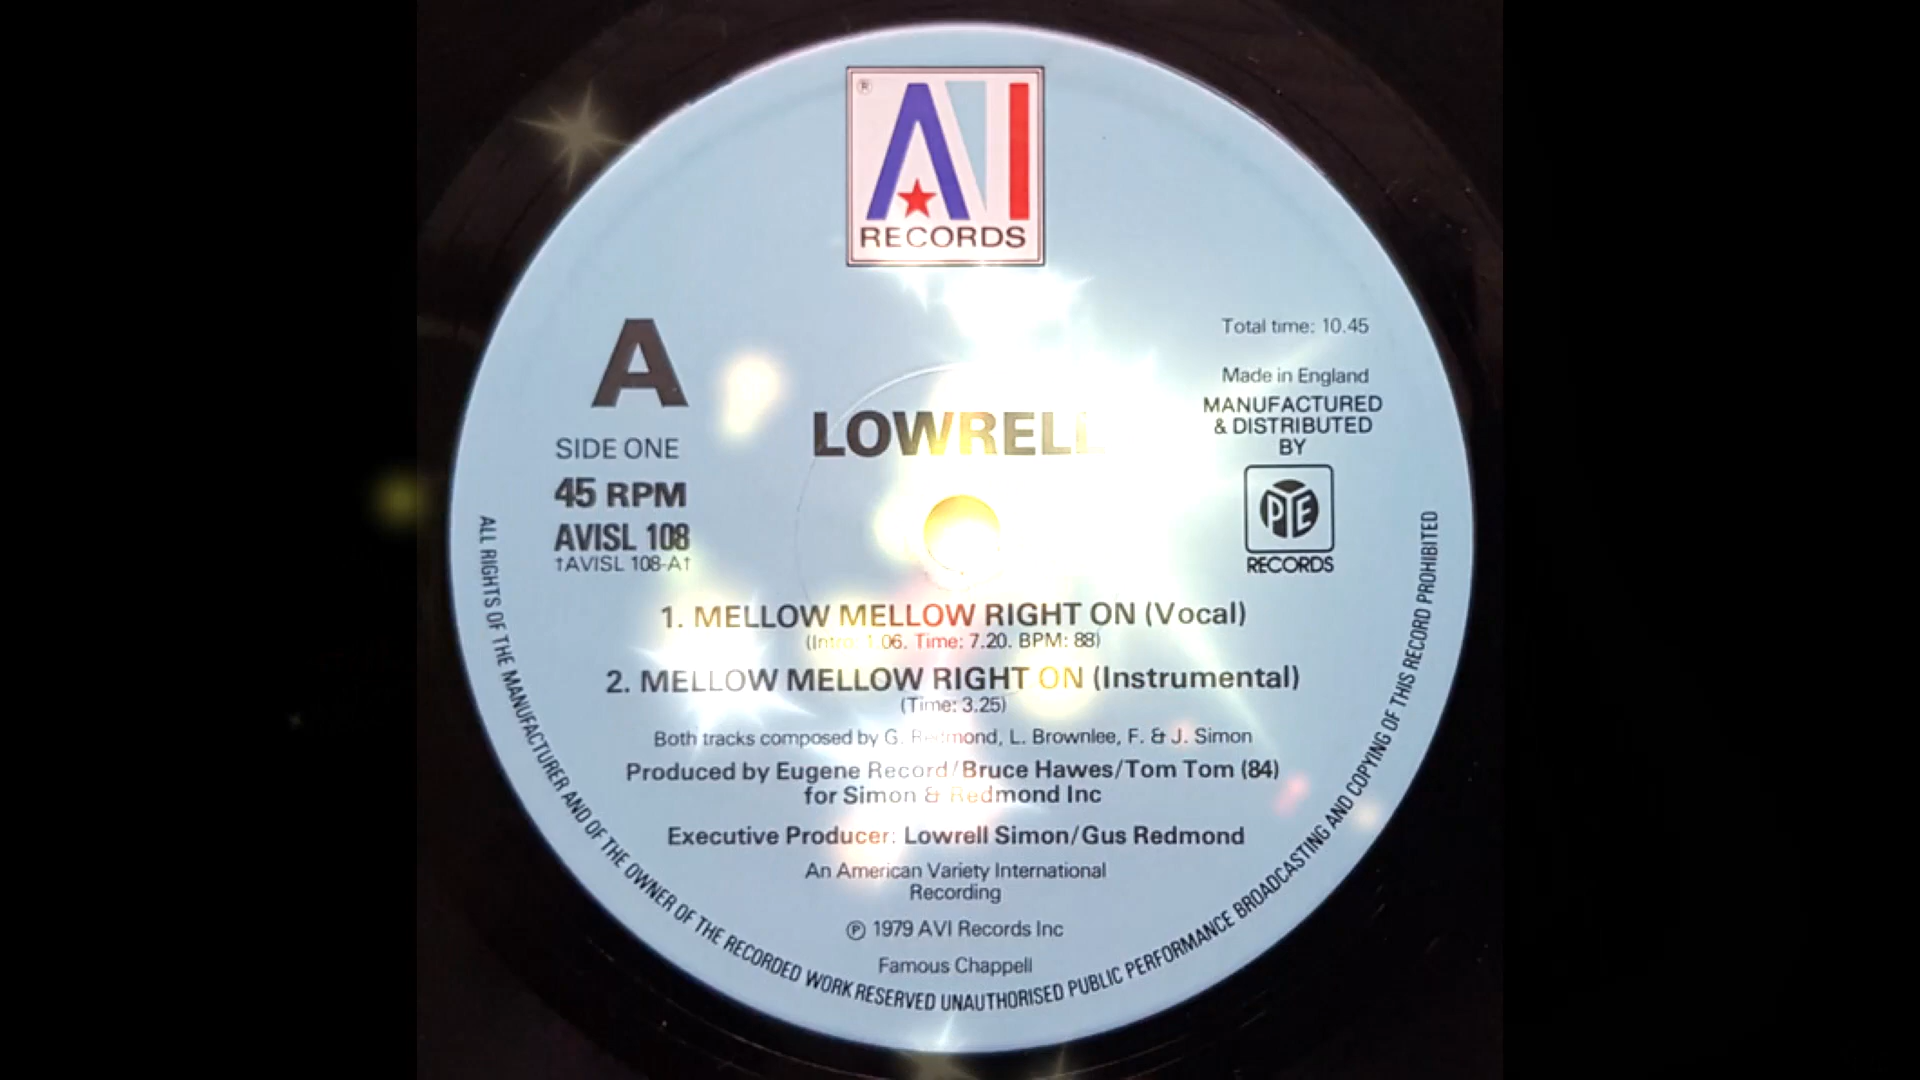 ®
AVI
RECORDS
A
SIDE ONE
45 RPM
AVISL 108
†AVISL 108-A†
LOWRELL
Total time: 10.45
Made in England
MANUFACTURED
& DISTRIBUTED
BY
PYE
RECORDS
1. MELLOW MELLOW RIGHT ON (Vocal)
(Intro: 1.06. Time: 7.20. BPM: 88)
2. MELLOW MELLOW RIGHT ON (Instrumental)
(Time: 3.25)
Both tracks composed by G. Redmond, L. Brownlee, F. & J. Simon
Produced by Eugene Record/Bruce Hawes/Tom Tom (84)
for Simon & Redmond Inc
Executive Producer: Lowrell Simon/Gus Redmond
An American Variety International
Recording
℗ 1979 AVI Records Inc
Famous Chappell
ALL RIGHTS OF THE MANUFACTURER AND OF THE OWNER OF THE RECORDED WORK RESERVED UNAUTHORISED PUBLIC PERFORMANCE BROADCASTING AND COPYING OF THIS RECORD PROHIBITED